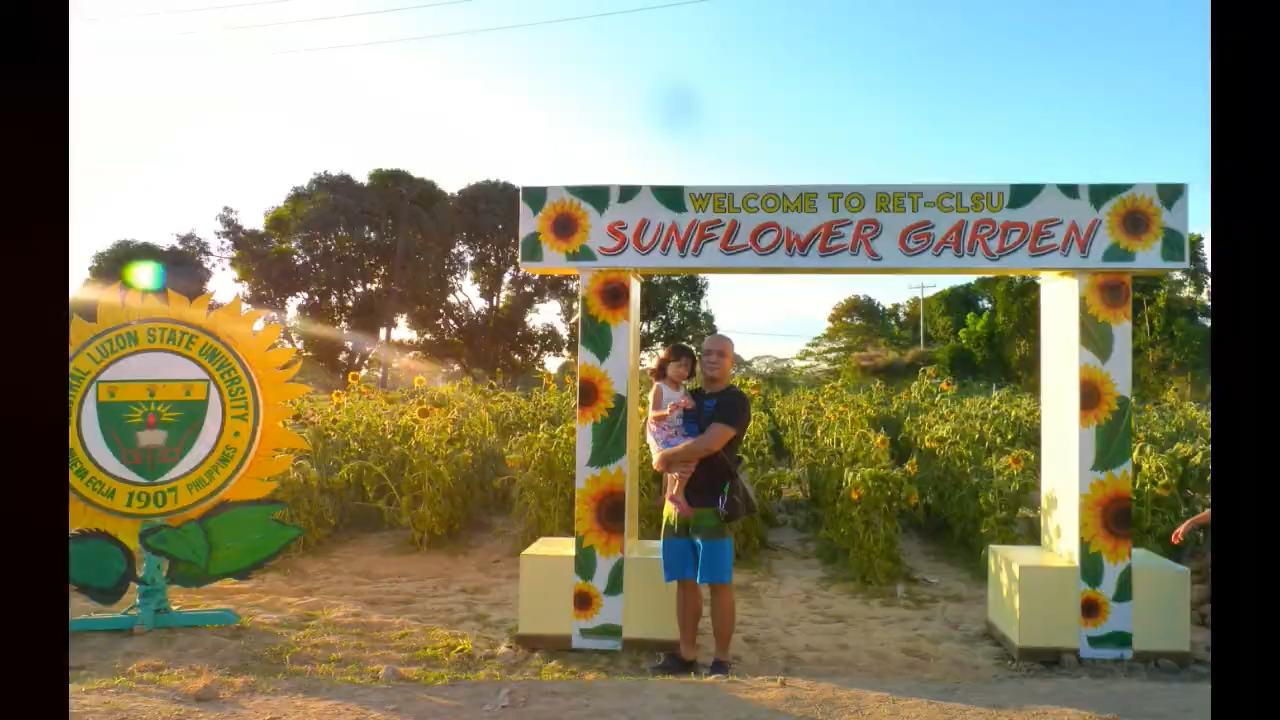 WELCOME TO RET-CLSU
SUNFLOWER GARDEN
LUZON STATE UNIVERSITY
NUEVA ECIJA PHILIPPINES
1907